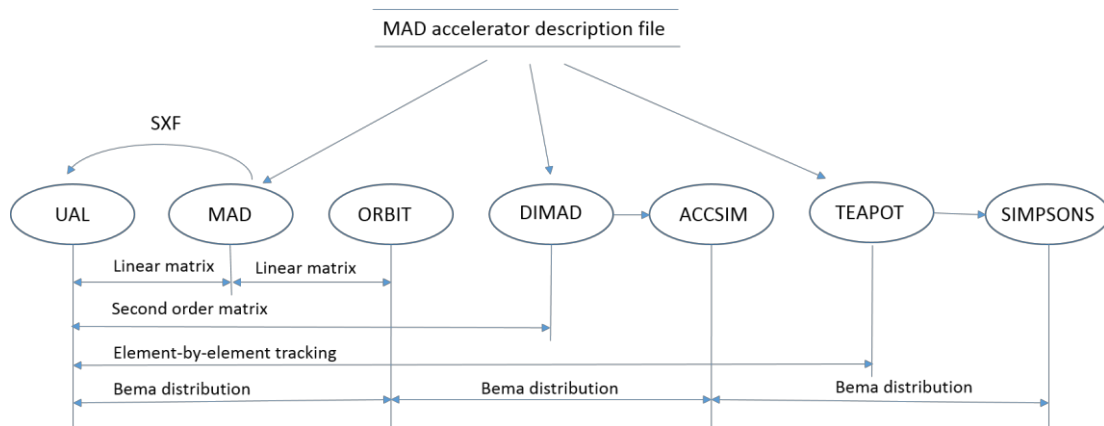 MAD accelerator description file
SXF
UAL
MAD
ORBIT
DIMAD
ACCSIM
TEAPOT
SIMPSONS
Linear matrix
Linear matrix
Second order matrix
Element-by-element tracking
Bema distribution
Bema distribution
Bema distribution